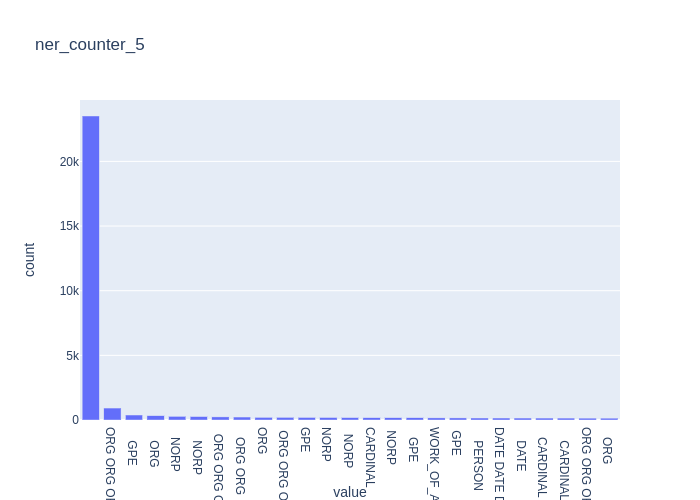 ner_counter_5
20k
15k
10k
5k
0
count
ORG ORG
GPE
ORG
NORP
NORP
ORG ORG
ORG ORG
ORG
ORG ORG
GPE
NORP
NORP
CARDINAL
NORP
GPE
WORK_OF_
GPE
PERSON
DATE DATE
DATE
CARDINAL
CARDINAL
ORG ORG
ORG
value